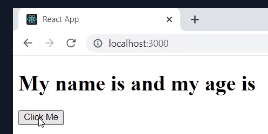 React App
localhost:3000
My name is and my age is
Click Me